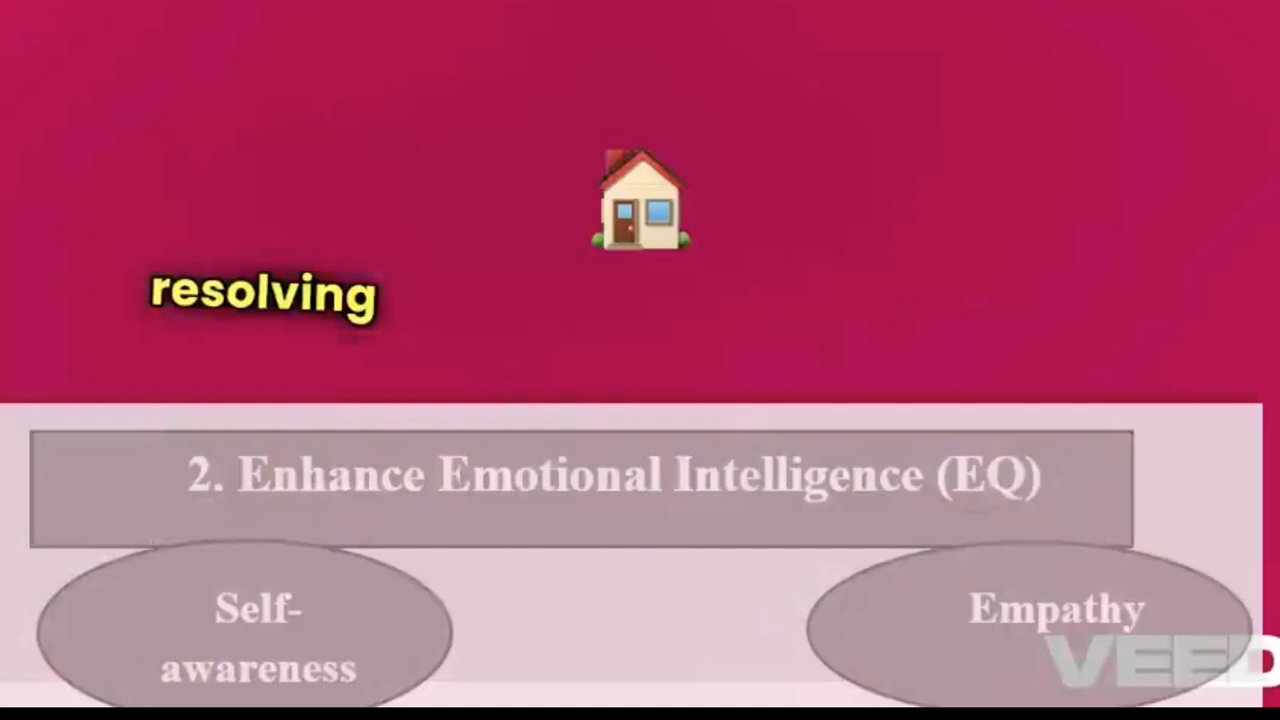 resolving
2. Enhance Emotional Intelligence (EQ)
Self-
awareness
Empathy
VEED